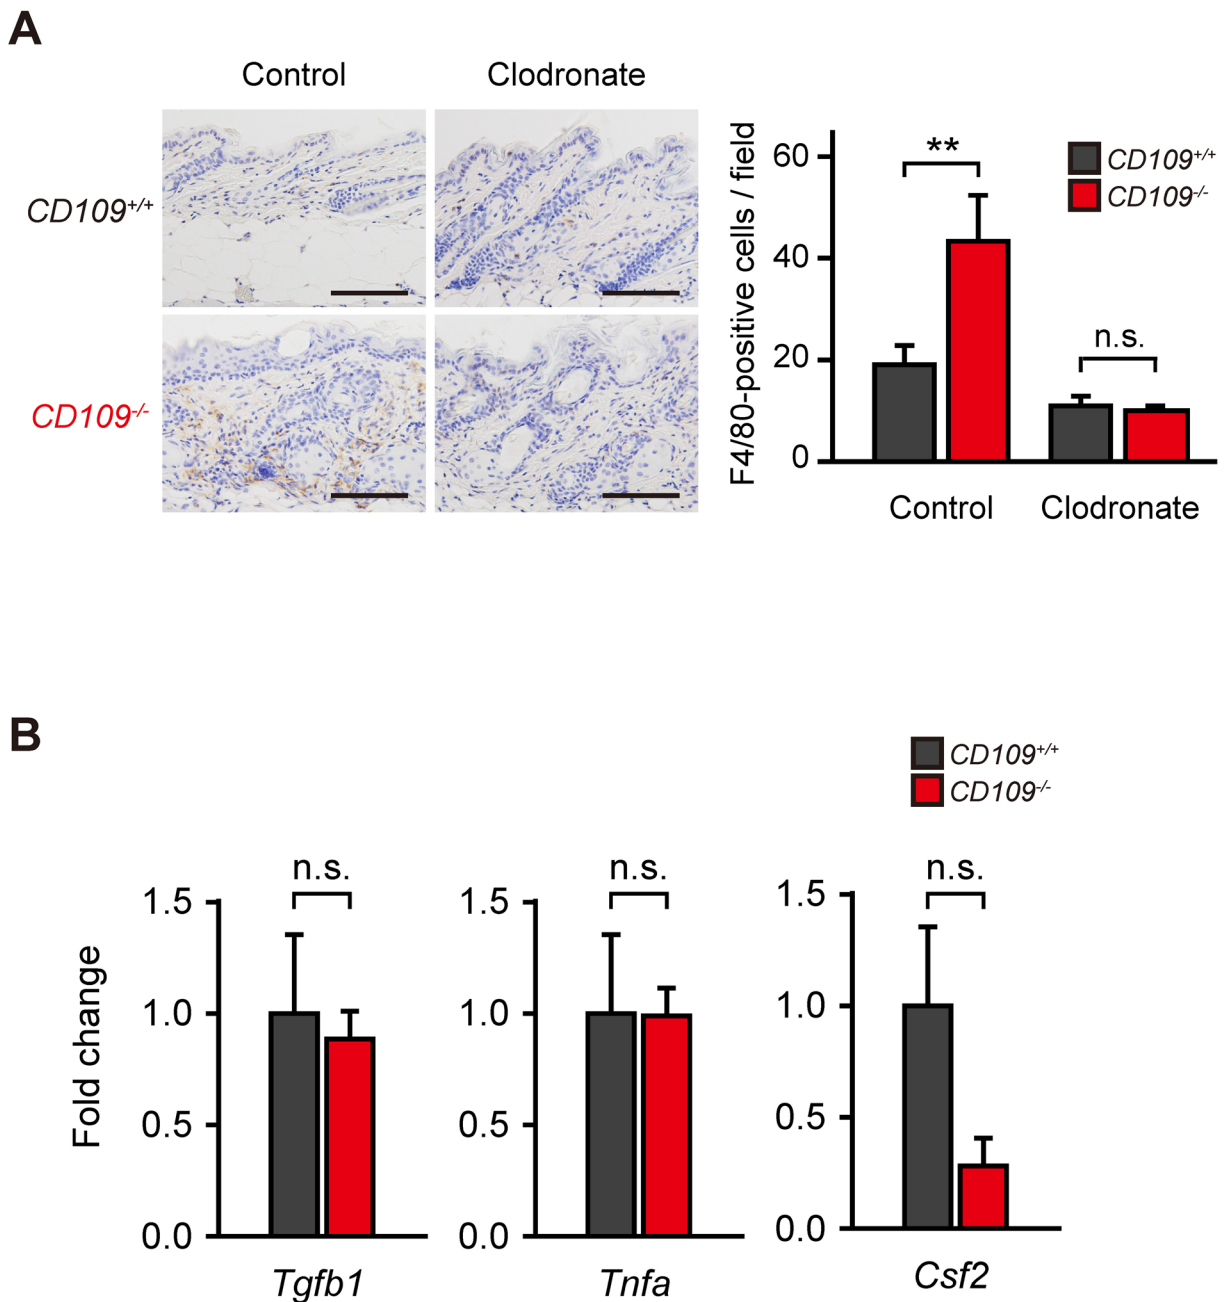 A
Control Clodronate
CD109+/+
CD109-/-
F4/80-positive cells / field
60
40
20
0
**
n.s.
CD109+/+
CD109-/-
Control Clodronate
B
CD109+/+
CD109-/-
Fold change
n.s.
1.5
1.0
0.5
0.0
Tgfb1
n.s.
1.5
1.0
0.5
0.0
Tnfa
n.s.
1.5
1.0
0.5
0.0
Csf2